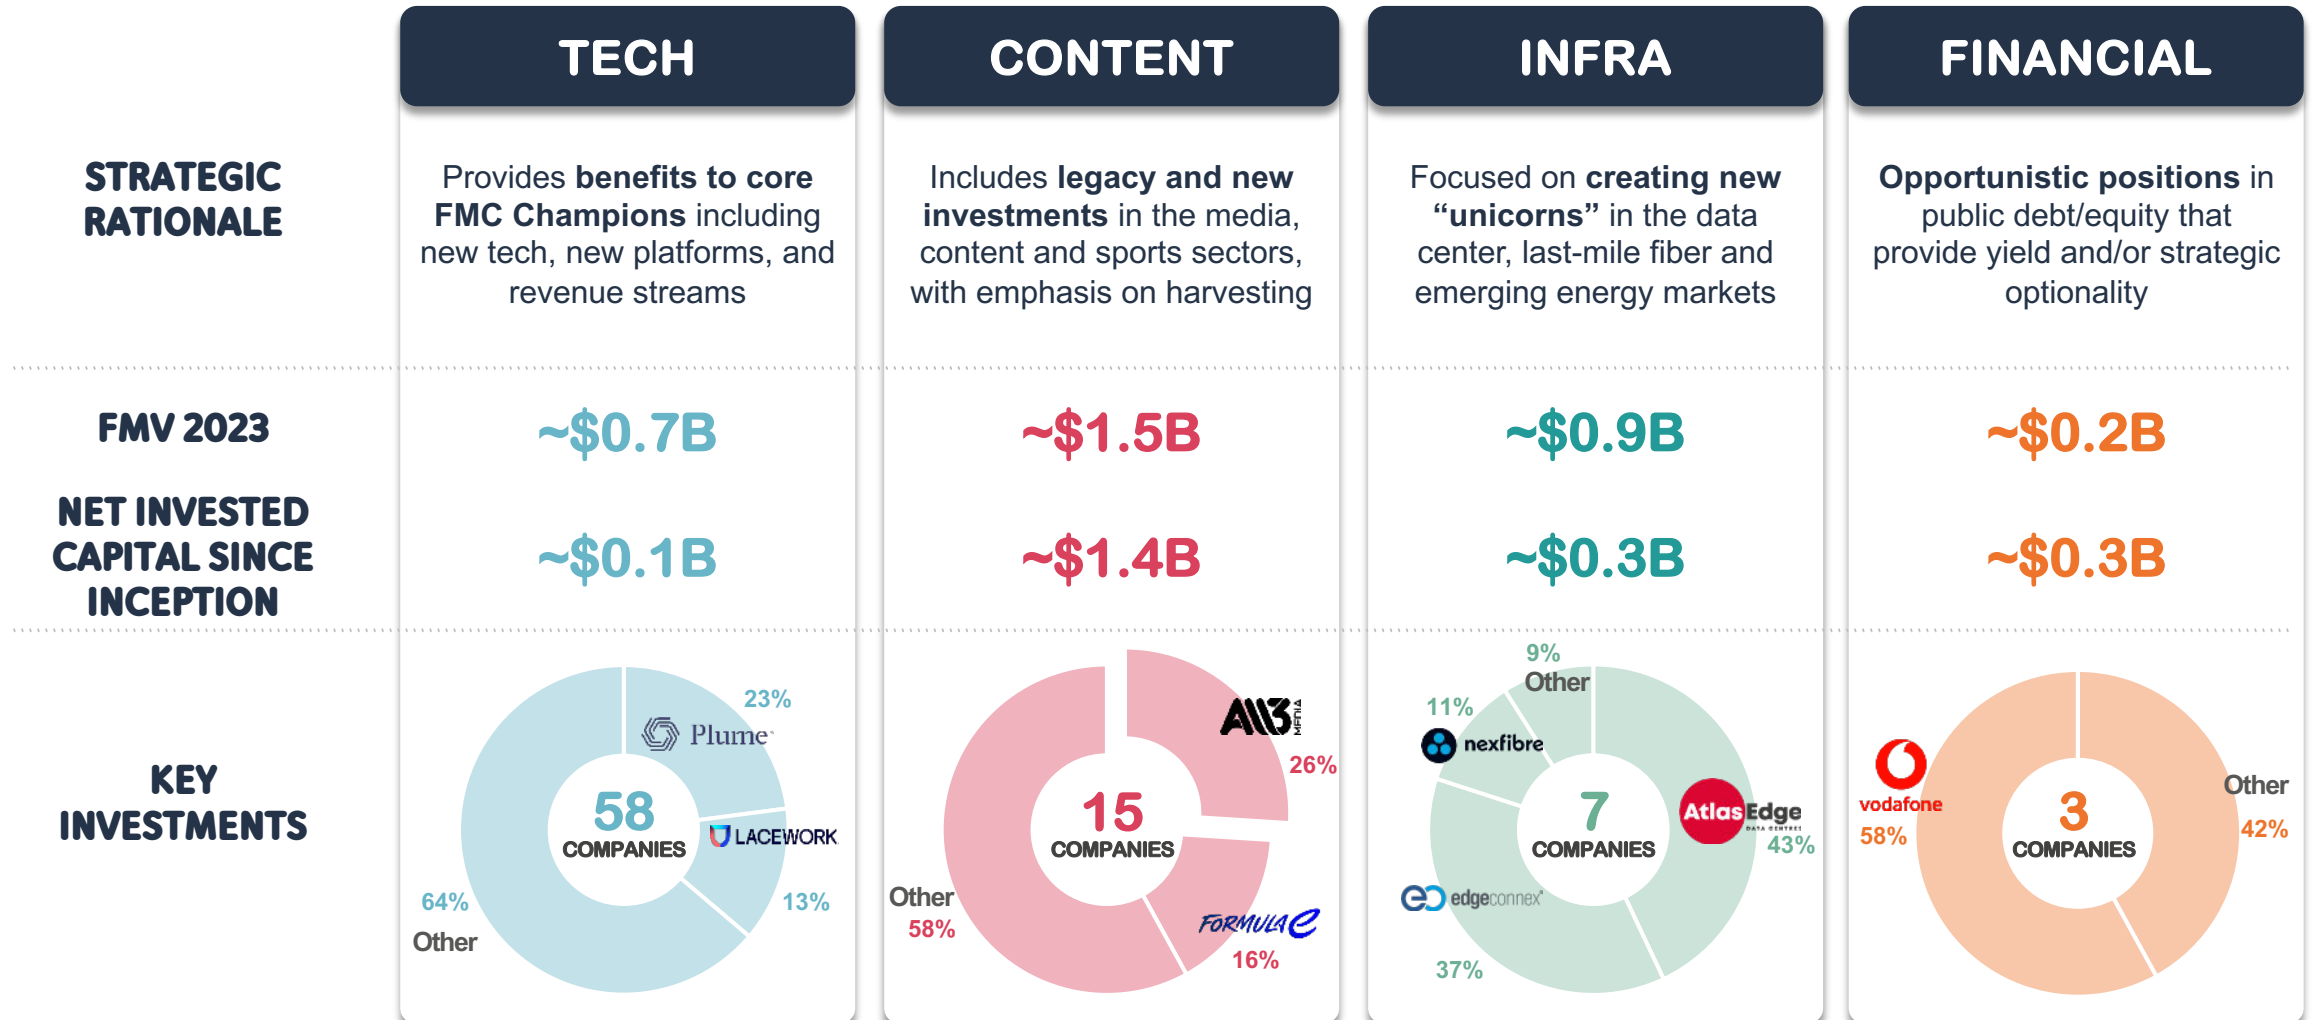 TECH
CONTENT
INFRA
FINANCIAL
STRATEGIC
RATIONALE
Provides benefits to core
FMC Champions including
new tech, new platforms, and
revenue streams
Includes legacy and new
investments in the media,
content and sports sectors,
with emphasis on harvesting
Focused on creating new
“unicorns” in the data
center, last-mile fiber and
emerging energy markets
Opportunistic positions in
public debt/equity that
provide yield and/or strategic
optionality
FMV 2023
~$0.7B
~$1.5B
~$0.9B
~$0.2B
NET INVESTED
CAPITAL SINCE
INCEPTION
~$0.1B
~$1.4B
~$0.3B
~$0.3B
KEY
INVESTMENTS
23%
Plume
58
COMPANIES
LACEWORK
13%
64%
Other
All3
MEDIA
26%
15
COMPANIES
Other
58%
FORMULA e
16%
9%
Other
11%
nexfibre
7
COMPANIES
AtlasEdge
DATA CENTRES
43%
edgeconnex
37%
vodafone
58%
3
COMPANIES
Other
42%